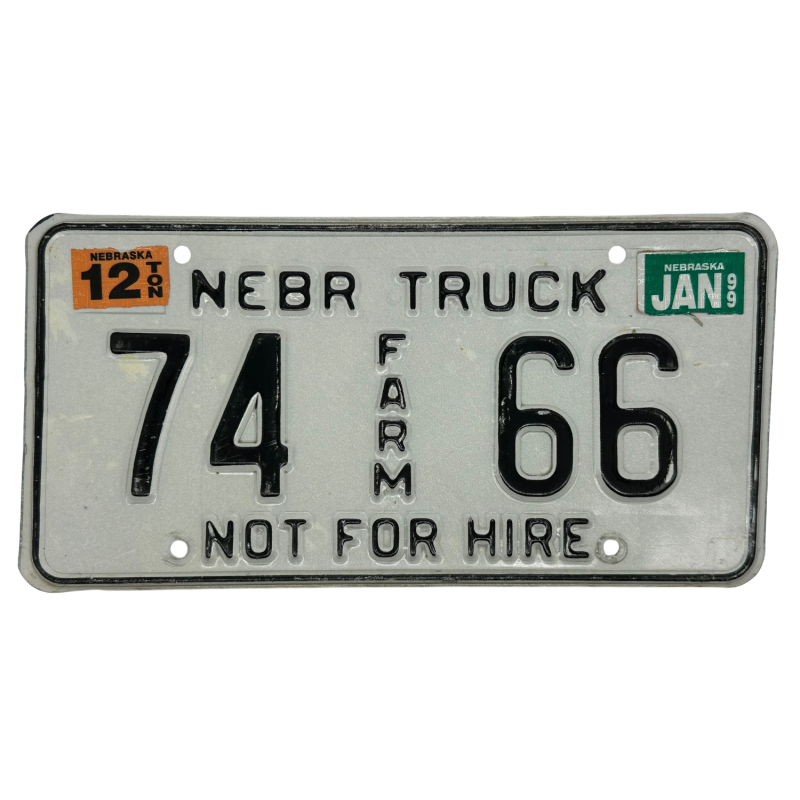 NEBRASKA
12 TON
NEBR TRUCK
NEBRASKA
JAN 99
74 FARM 66
NOT FOR HIRE